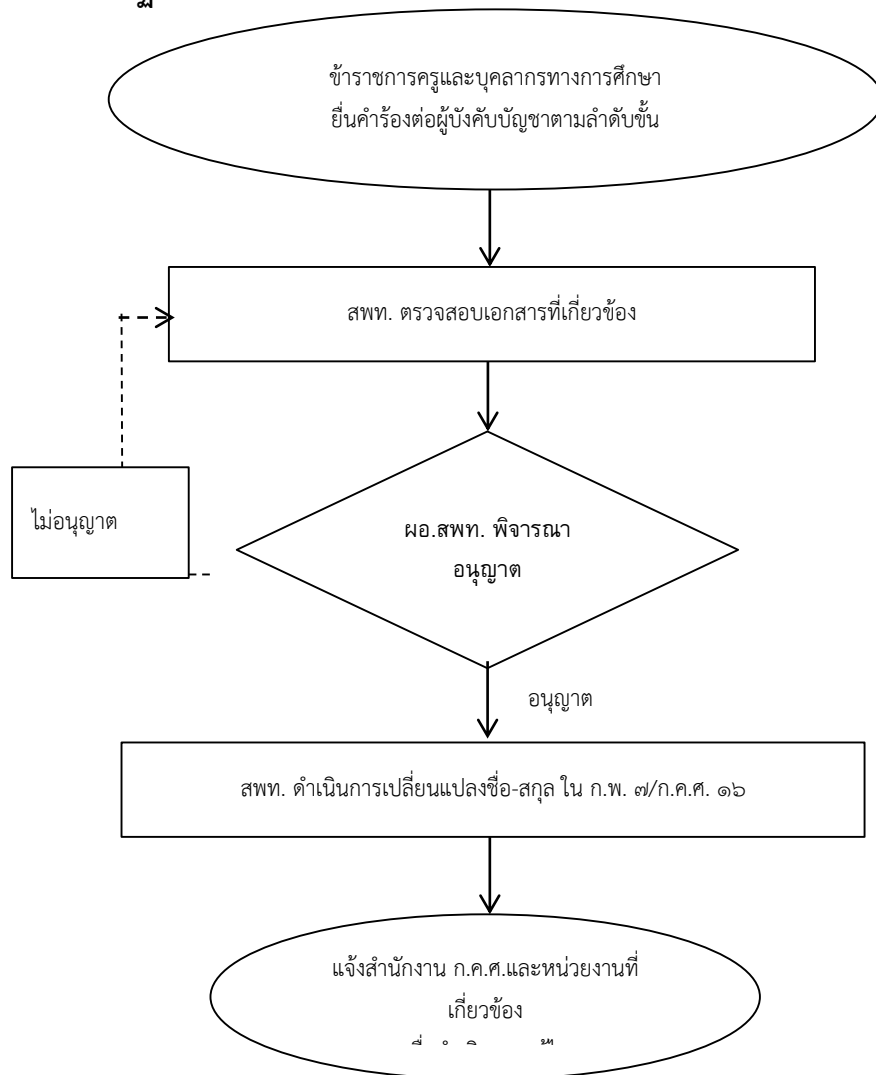 ข้าราชการครูและบุคลากรทางการศึกษา
ยื่นคำร้องต่อผู้บังคับบัญชาตามลำดับขั้น
สพท. ตรวจสอบเอกสารที่เกี่ยวข้อง
ไม่อนุญาต
ผอ.สพท. พิจารณา
อนุญาต
อนุญาต
สพท. ดำเนินการเปลี่ยนแปลงชื่อ-สกุล ใน ก.พ. ๗/ก.ค.ศ. ๑๖
แจ้งสำนักงาน ก.ค.ศ.และหน่วยงานที่
เกี่ยวข้อง